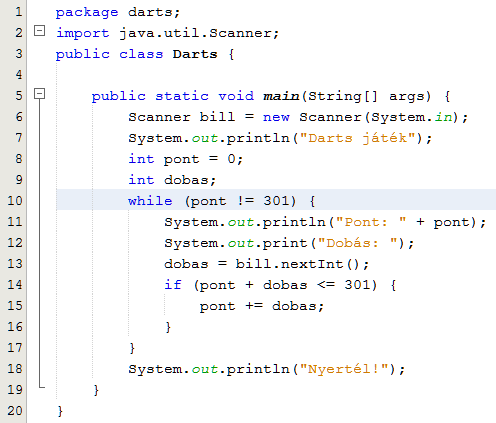 1 package darts;
2 import java.util.Scanner;
3 public class Darts {
4
5     public static void main(String[] args) {
6         Scanner bill = new Scanner(System.in);
7         System.out.println("Darts játék");
8         int pont = 0;
9         int dobas;
10         while (pont != 301) {
11             System.out.println("Pont: " + pont);
12             System.out.print("Dobás: ");
13             dobas = bill.nextInt();
14             if (pont + dobas <= 301) {
15                 pont += dobas;
16             }
17         }
18         System.out.println("Nyertél!");
19     }
20 }